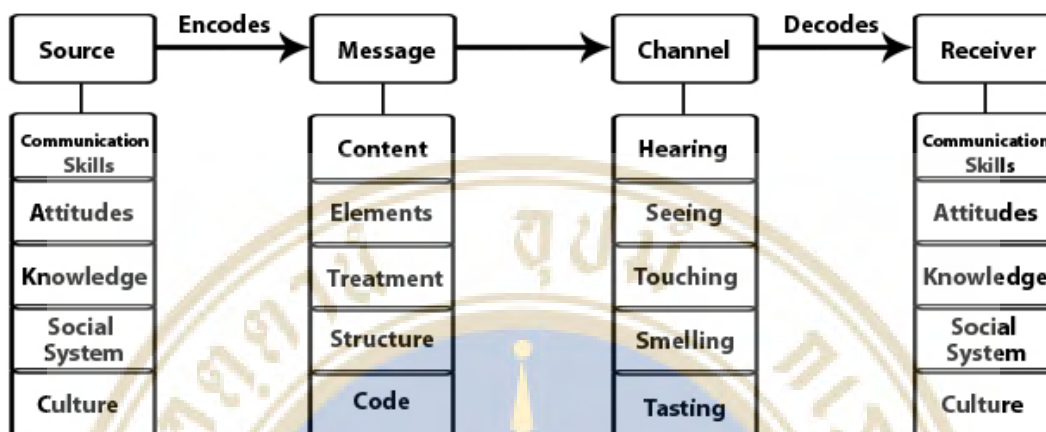 Encodes
Decodes
Source
Message
Channel
Receiver
Communication
Skills
Attitudes
Knowledge
Social
System
Culture
Content
Elements
Treatment
Structure
Code
Hearing
Seeing
Touching
Smelling
Tasting
Communication
Skills
Attitudes
Knowledge
Social
System
Culture